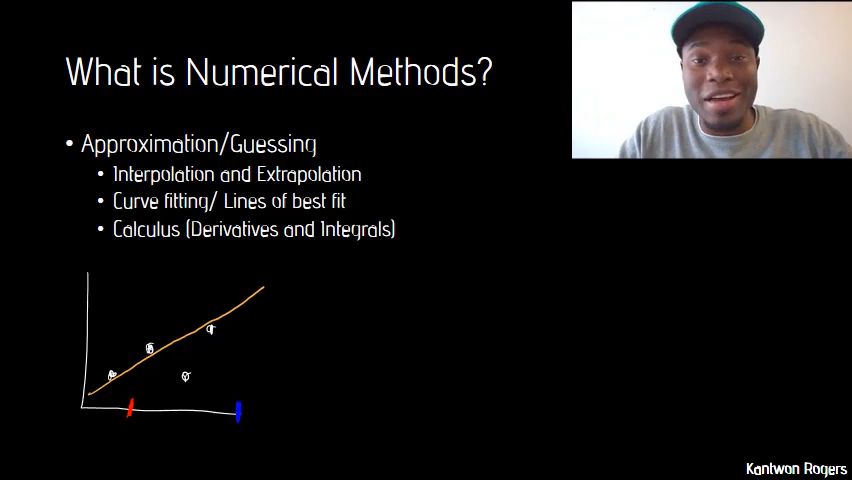 What is Numerical Methods?
• Approximation/Guessing
• Interpolation and Extrapolation
• Curve fitting/ Lines of best fit
• Calculus (Derivatives and Integrals)
Kantwon Rogers